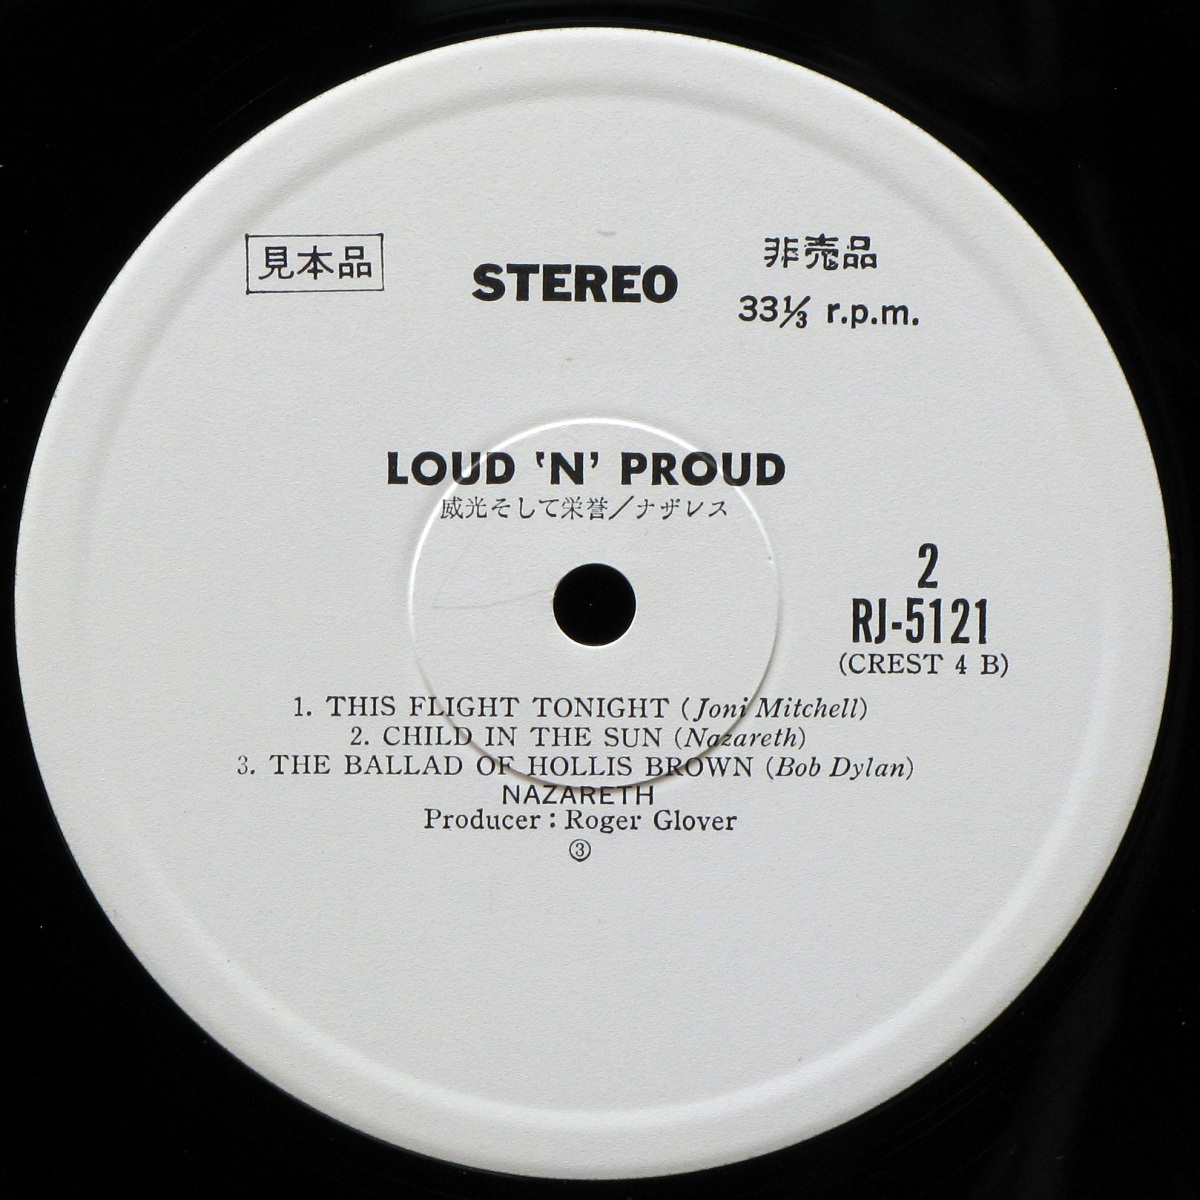 見本品
STEREO
非売品
33⅓ r.p.m.
LOUD 'N' PROUD
威光そして栄誉/ナザレス
2
RJ-5121
(CREST 4 B)
1. THIS FLIGHT TONIGHT (Joni Mitchell)
2. CHILD IN THE SUN (Nazareth)
3. THE BALLAD OF HOLLIS BROWN (Bob Dylan)
NAZARETH
Producer : Roger Glover
③